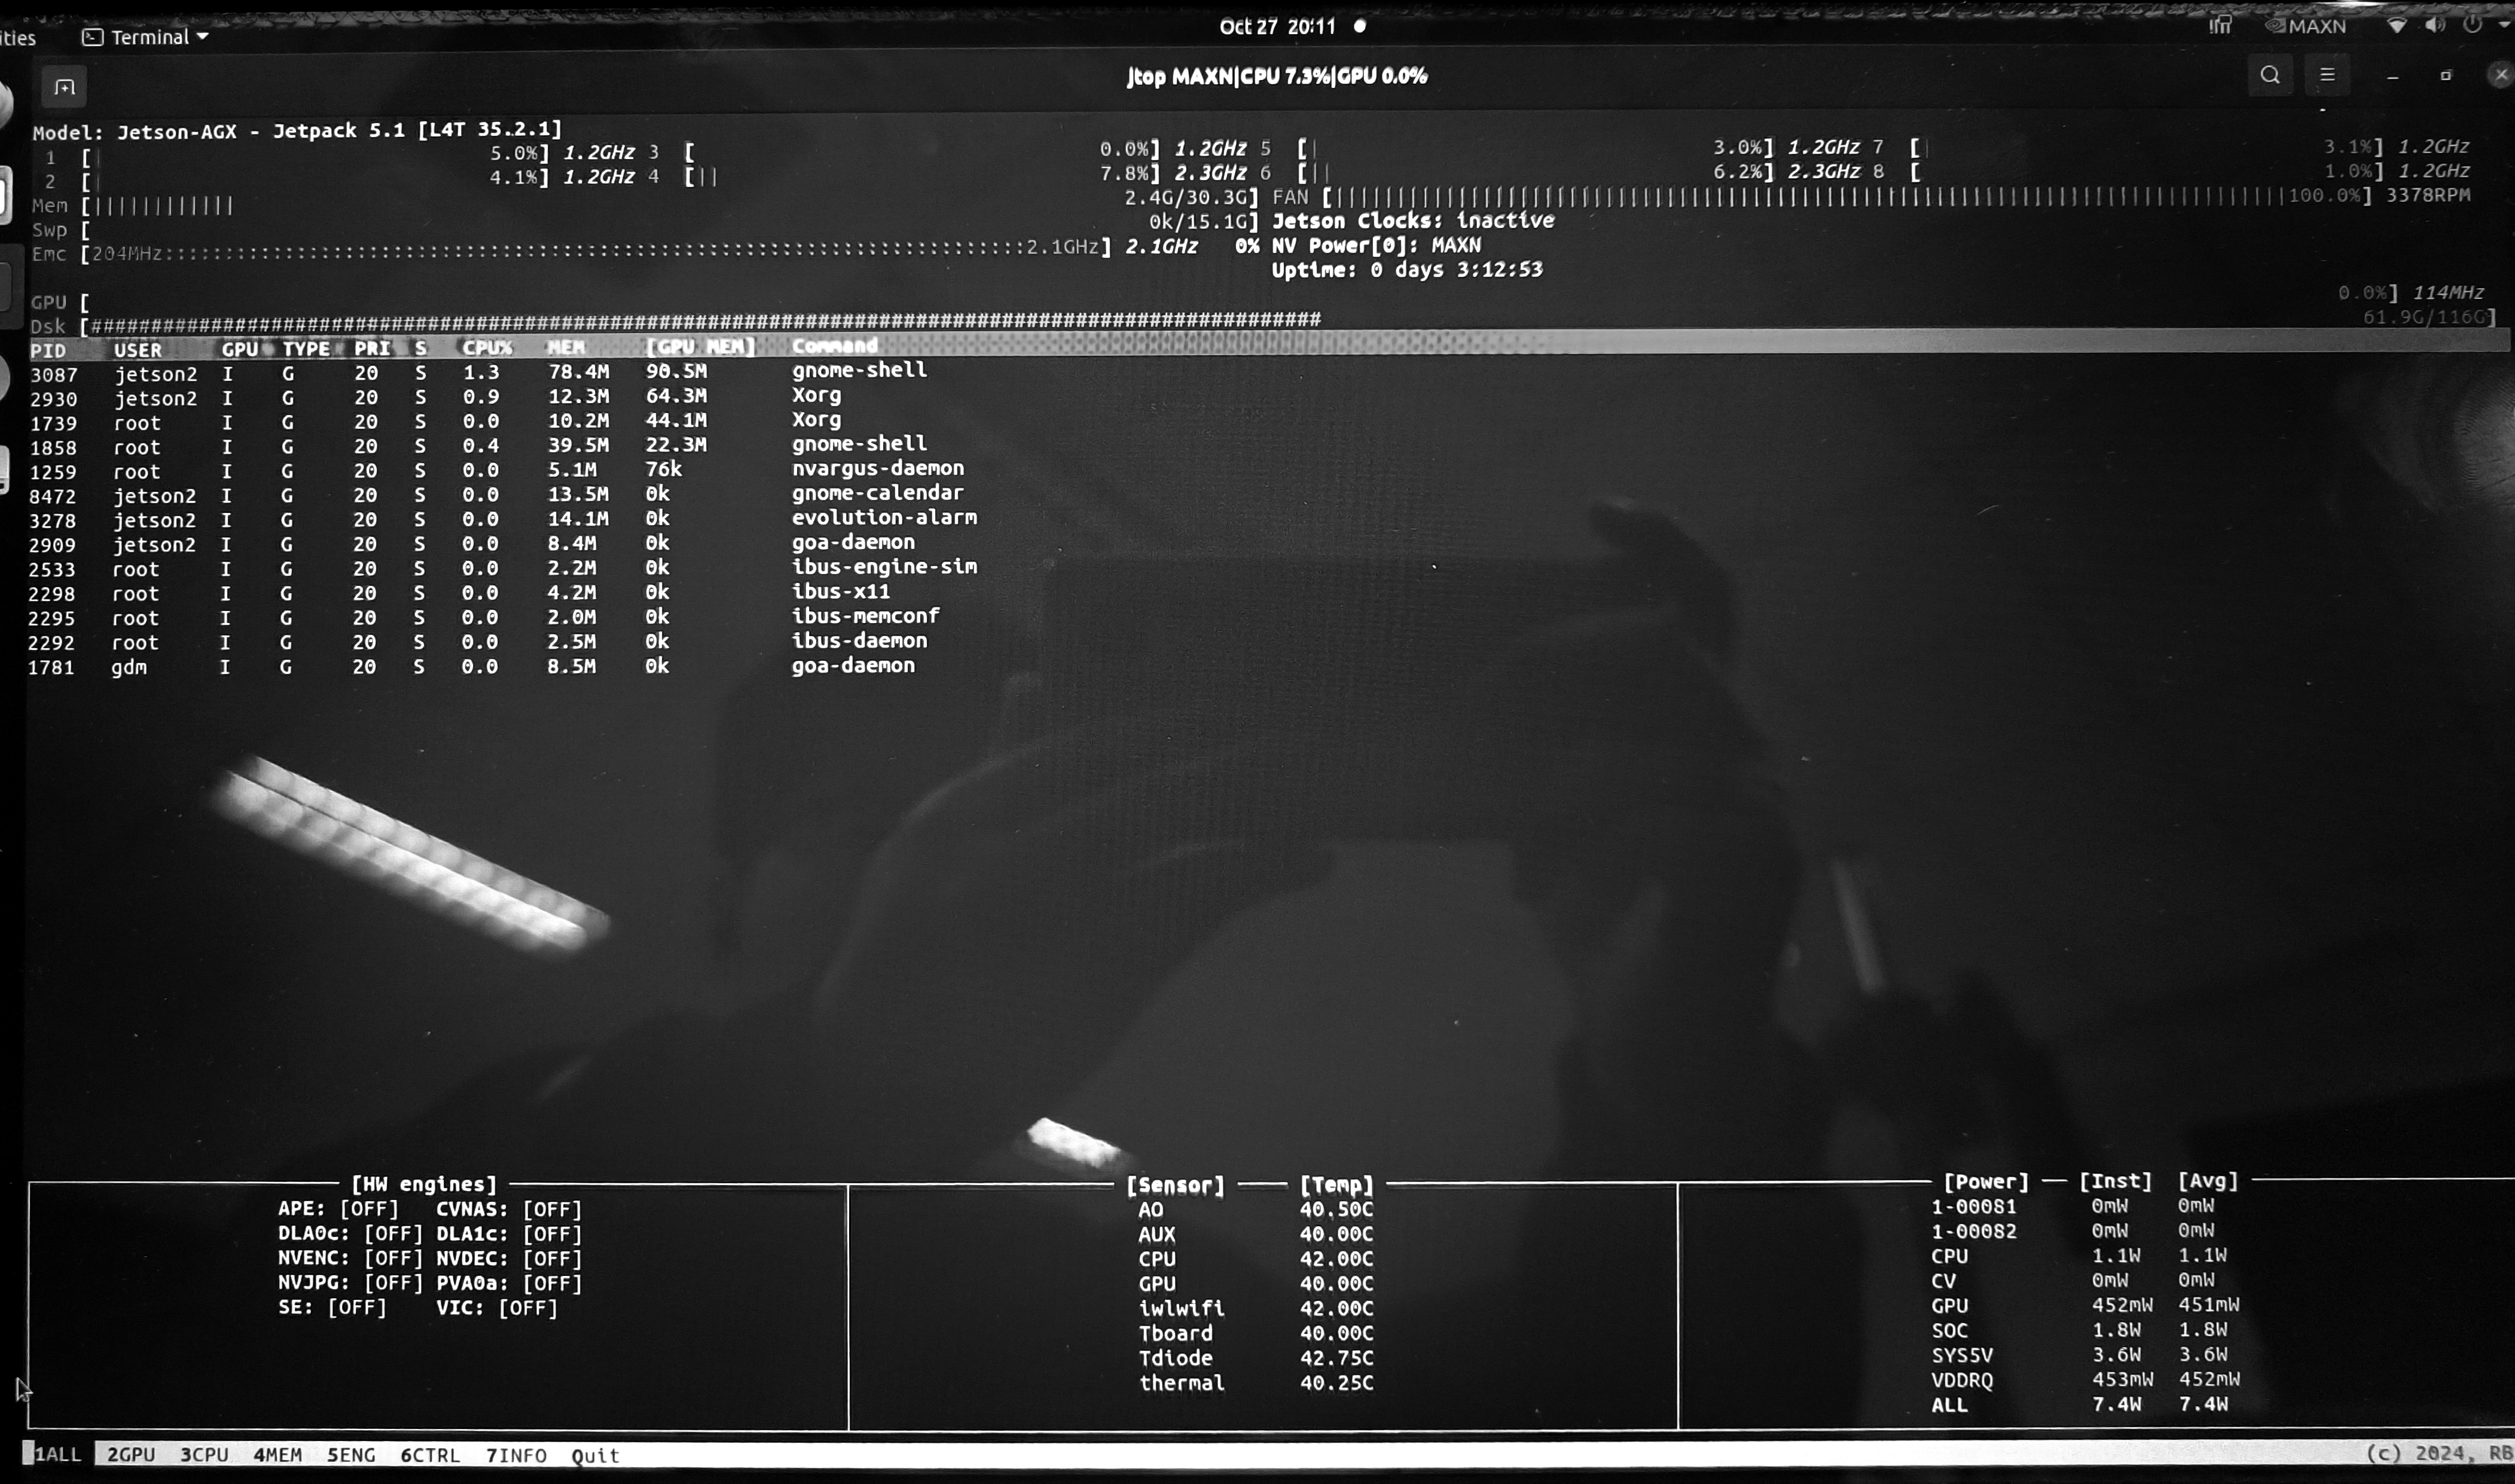 ities Terminal Oct 27 20:11 MAXN
jtop MAXN|CPU 7.3%|GPU 0.0%
Model: Jetson-AGX - Jetpack 5.1 [L4T 35.2.1]
1 [ 5.0%] 1.2GHz 3 [ 0.0%] 1.2GHz 5 [| 3.0%] 1.2GHz 7 [| 3.1%] 1.2GHz
2 [ 4.1%] 1.2GHz 4 [|| 7.8%] 2.3GHz 6 [|| 6.2%] 2.3GHz 8 [ 1.0%] 1.2GHz
Mem [|||||||||||| 2.4G/30.3G] FAN [|||||||||||||||||||||||||||||||||||||||||||||||||||||||||||||||||||||||||||||||100.0%] 3378RPM
Swp [ 0k/15.1G] Jetson Clocks: inactive
Emc [204MHz:::::::::::::::::::::::::::::::::::::::::::::::::::::::::::::::::::::::2.1GHz] 2.1GHz 0% NV Power[0]: MAXN
Uptime: 0 days 3:12:53
GPU [ 0.0%] 114MHz
Dsk [##################################################################################################### 61.9G/116G]
PID USER GPU TYPE PRI S CPU% MEM [GPU MEM] Command
3087 jetson2 I G 20 S 1.3 78.4M 90.5M gnome-shell
2930 jetson2 I G 20 S 0.9 12.3M 64.3M Xorg
1739 root I G 20 S 0.0 10.2M 44.1M Xorg
1858 root I G 20 S 0.4 39.5M 22.3M gnome-shell
1259 root I G 20 S 0.0 5.1M 76k nvargus-daemon
8472 jetson2 I G 20 S 0.0 13.5M 0k gnome-calendar
3278 jetson2 I G 20 S 0.0 14.1M 0k evolution-alarm
2909 jetson2 I G 20 S 0.0 8.4M 0k goa-daemon
2533 root I G 20 S 0.0 2.2M 0k ibus-engine-sim
2298 root I G 20 S 0.0 4.2M 0k ibus-x11
2295 root I G 20 S 0.0 2.0M 0k ibus-memconf
2292 root I G 20 S 0.0 2.5M 0k ibus-daemon
1781 gdm I G 20 S 0.0 8.5M 0k goa-daemon
[HW engines]
APE: [OFF] CVNAS: [OFF]
DLA0c: [OFF] DLA1c: [OFF]
NVENC: [OFF] NVDEC: [OFF]
NVJPG: [OFF] PVA0a: [OFF]
SE: [OFF] VIC: [OFF]
[Sensor] [Temp]
AO 40.50C
AUX 40.00C
CPU 42.00C
GPU 40.00C
iwlwifi 42.00C
Tboard 40.00C
Tdiode 42.75C
thermal 40.25C
[Power] [Inst] [Avg]
1-00081 0mW 0mW
1-00082 0mW 0mW
CPU 1.1W 1.1W
CV 0mW 0mW
GPU 452mW 451mW
SOC 1.8W 1.8W
SYS5V 3.6W 3.6W
VDDRQ 453mW 452mW
ALL 7.4W 7.4W
1ALL 2GPU 3CPU 4MEM 5ENG 6CTRL 7INFO Quit (c) 2024, RB